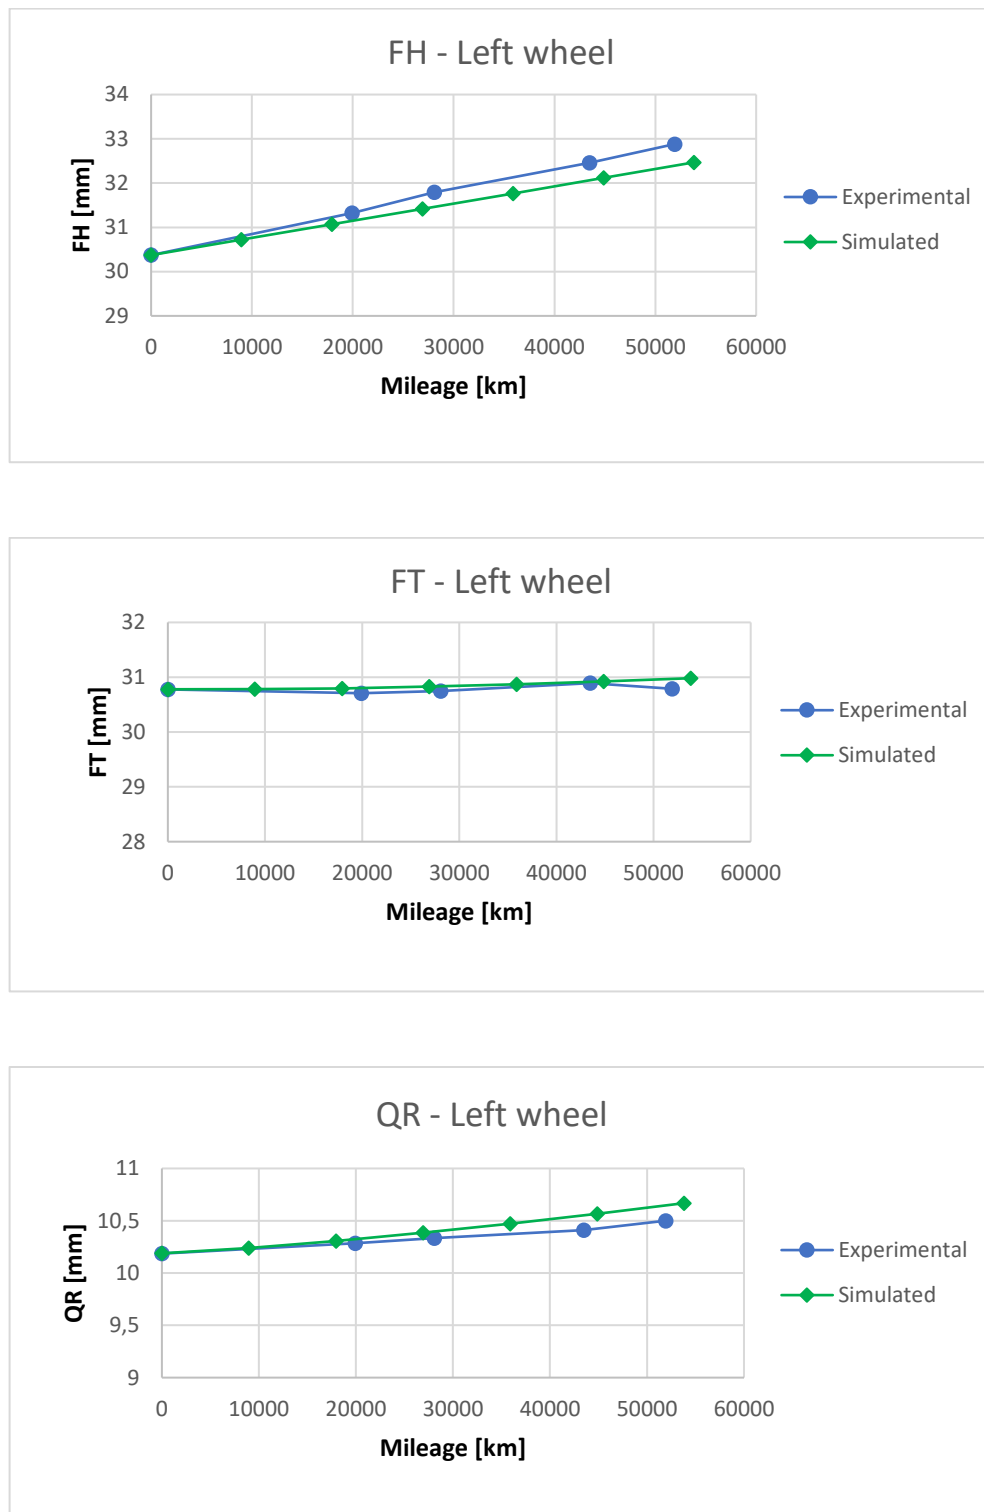 FH - Left wheel
34
33
32
31
30
29
FH [mm]
0 10000 20000 30000 40000 50000 60000
Mileage [km]
Experimental
Simulated
FT - Left wheel
32
31
30
29
28
FT [mm]
0 10000 20000 30000 40000 50000 60000
Mileage [km]
Experimental
Simulated
QR - Left wheel
11
10,5
10
9,5
9
QR [mm]
0 10000 20000 30000 40000 50000 60000
Mileage [km]
Experimental
Simulated